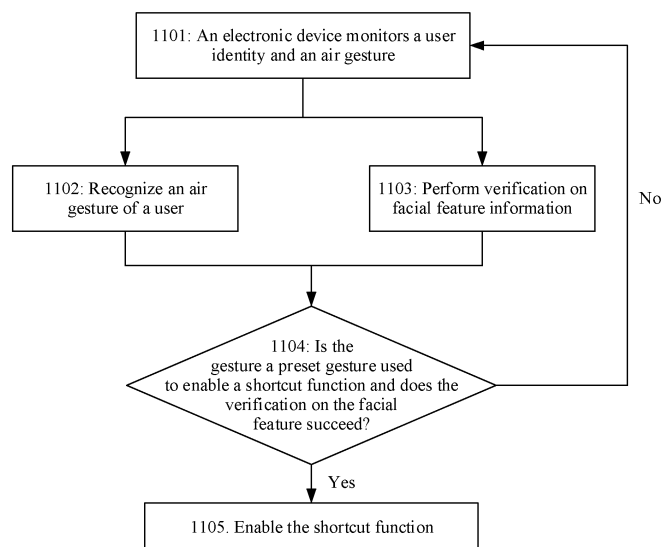 1101: An electronic device monitors a user
identity and an air gesture
1102: Recognize an air
gesture of a user
1103: Perform verification on
facial feature information
No
1104: Is the
gesture a preset gesture used
to enable a shortcut function and does the
verification on the facial
feature succeed?
Yes
1105. Enable the shortcut function